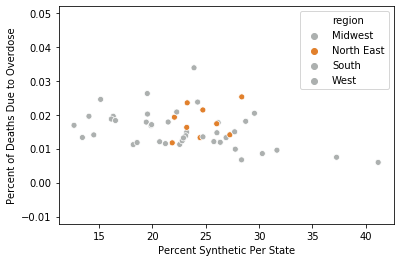 region
Midwest
North East
South
West
Percent of Deaths Due to Overdose
0.05
0.04
0.03
0.02
0.01
0.00
−0.01
15 20 25 30 35 40
Percent Synthetic Per State